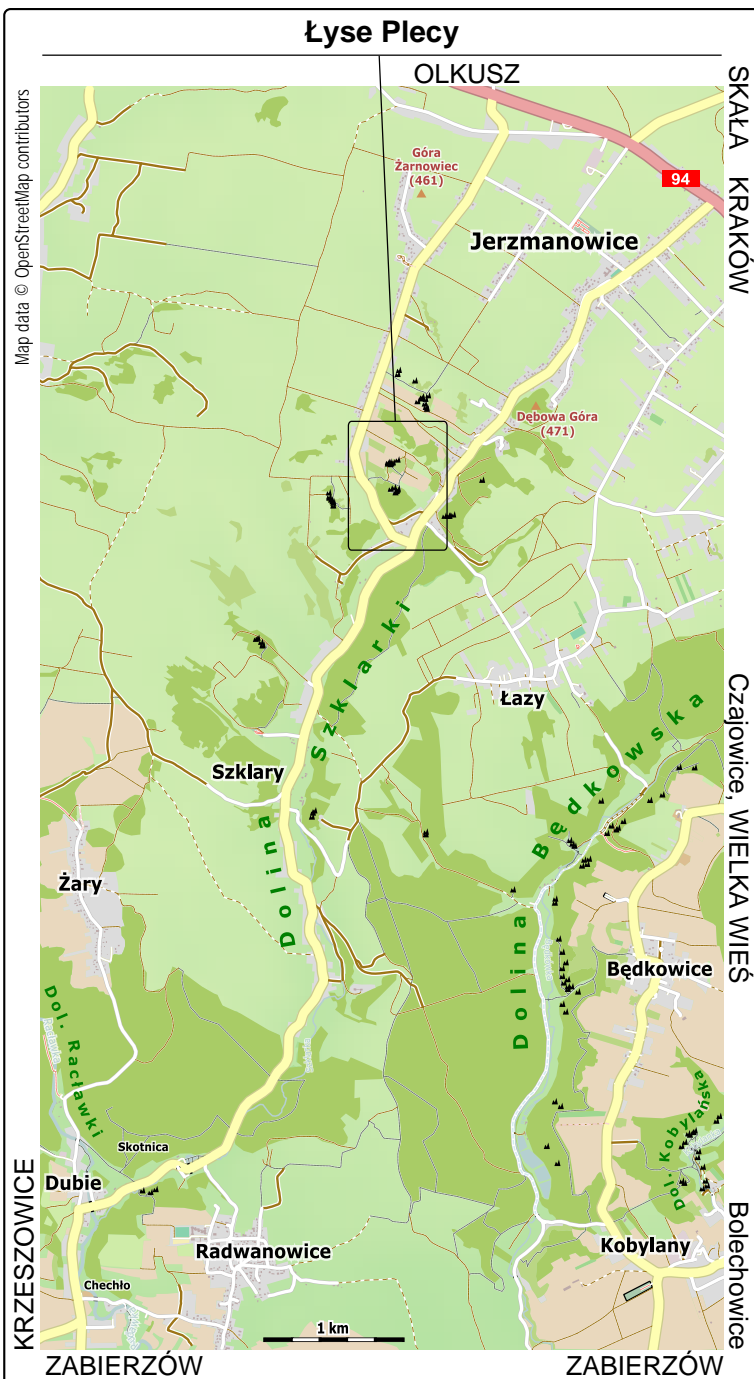 Łyse Plecy
OLKUSZ
SKAŁA KRAKÓW
Map data © OpenStreetMap contributors
Góra
Żarnowiec
(461)
94
Jerzmanowice
Dębowa Góra
(471)
Dolina Szklarki
Łazy
Szklary
Dolina Będkowska
Czajowice, WIELKA WIEŚ
Żary
Będkowice
Dol. Racławki
Dol. Kobylańska
Skotnica
Dubie
Radwanowice
Kobylany
Bolechowice
KRZESZOWICE
Chechło
1 km
ZABIERZÓW
ZABIERZÓW